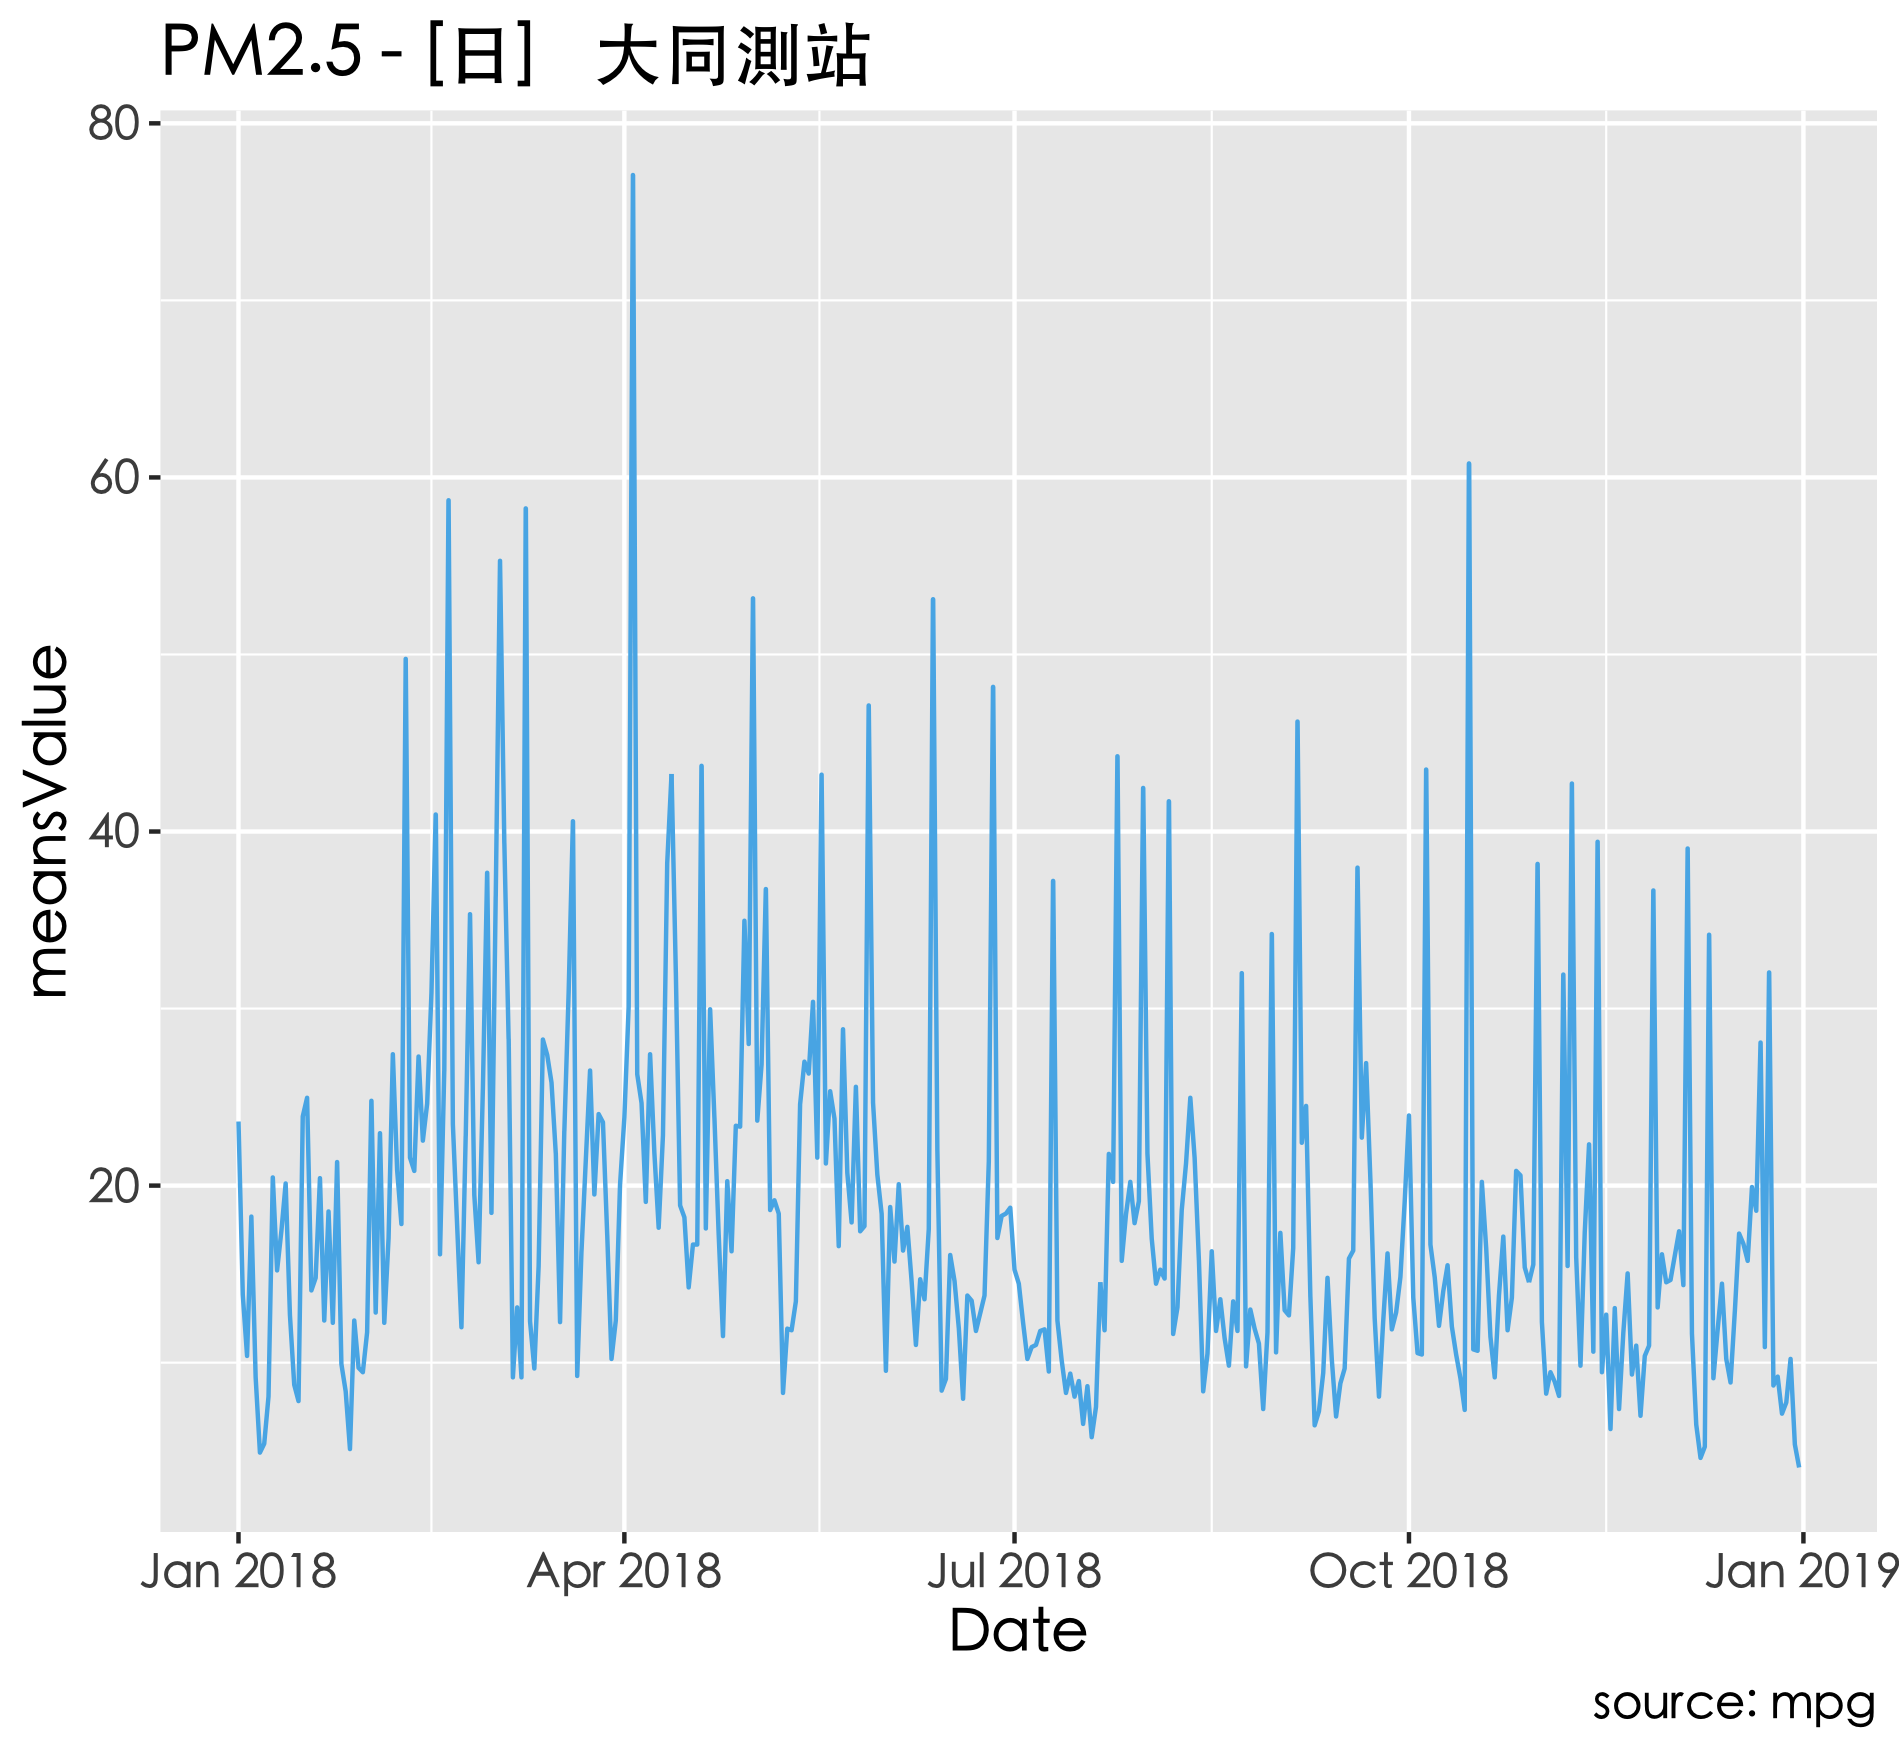 PM2.5 - [日] 大同測站
80
60
40
20
meansValue
Jan 2018 Apr 2018 Jul 2018 Oct 2018 Jan 2019
Date
source: mpg